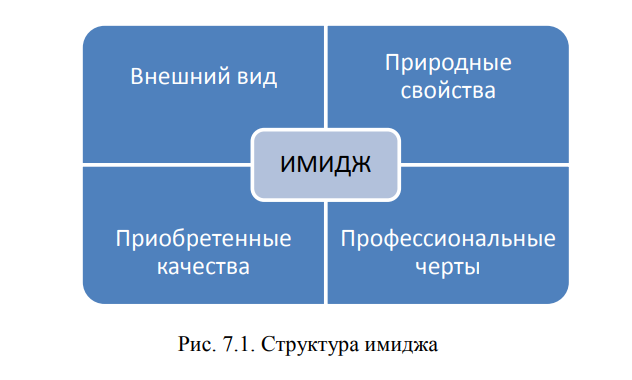 Внешний вид
Природные
свойства
ИМИДЖ
Приобретенные
качества
Профессиональные
черты
Рис. 7.1. Структура имиджа